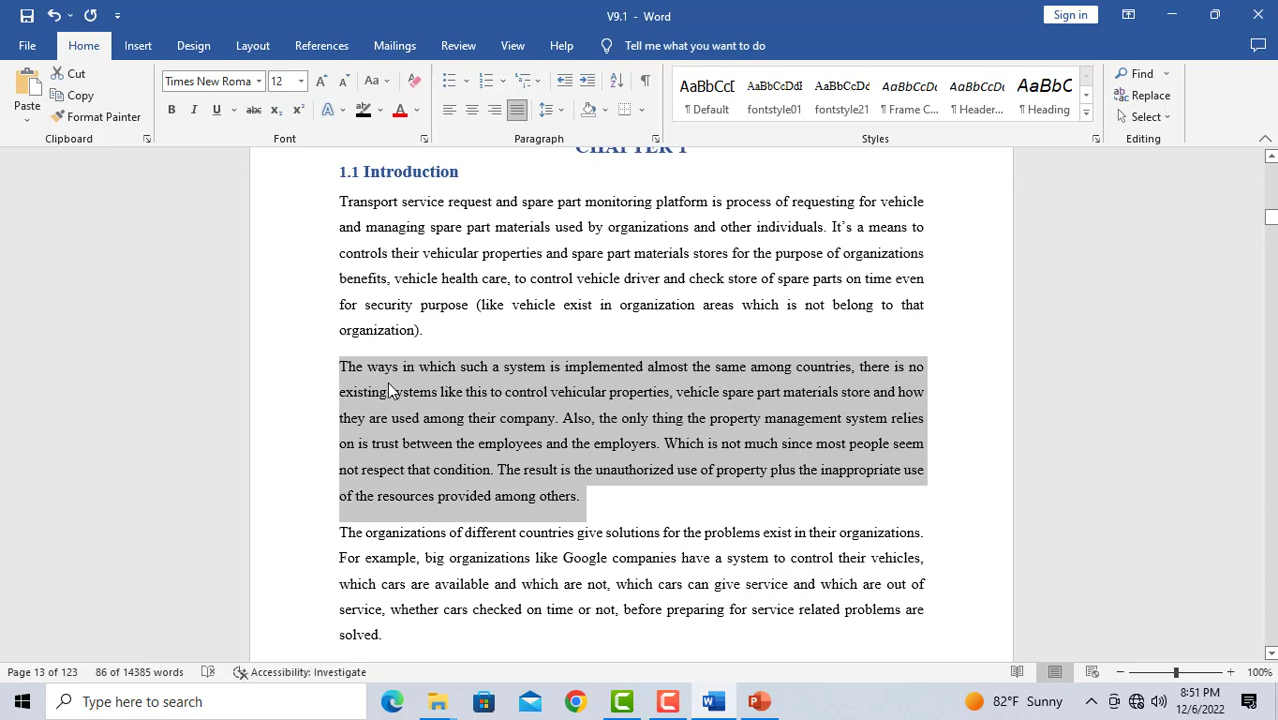 V9.1 - Word
Sign in
File Home Insert Design Layout References Mailings Review View Help Tell me what you want to do
Paste
Cut
Copy
Format Painter
Clipboard
Times New Roma 12
Aa
B I U abc x₂ x² A A
Font
Paragraph
AaBbCcI AaBbCcDdI AaBbCcDd AaBbCcD AaBbCcD AaBbC
¶ Default fontstyle01 fontstyle21 ¶ Frame C... ¶ Header... ¶ Heading
Styles
Find
Replace
Select
Editing
CHAPTER I
1.1 Introduction
Transport service request and spare part monitoring platform is process of requesting for vehicle
and managing spare part materials used by organizations and other individuals. It’s a means to
controls their vehicular properties and spare part materials stores for the purpose of organizations
benefits, vehicle health care, to control vehicle driver and check store of spare parts on time even
for security purpose (like vehicle exist in organization areas which is not belong to that
organization).
The ways in which such a system is implemented almost the same among countries, there is no
existing systems like this to control vehicular properties, vehicle spare part materials store and how
they are used among their company. Also, the only thing the property management system relies
on is trust between the employees and the employers. Which is not much since most people seem
not respect that condition. The result is the unauthorized use of property plus the inappropriate use
of the resources provided among others.
The organizations of different countries give solutions for the problems exist in their organizations.
For example, big organizations like Google companies have a system to control their vehicles,
which cars are available and which are not, which cars can give service and which are out of
service, whether cars checked on time or not, before preparing for service related problems are
solved.
Page 13 of 123 86 of 14385 words Accessibility: Investigate 100%
Type here to search
82°F Sunny
8:51 PM
12/6/2022